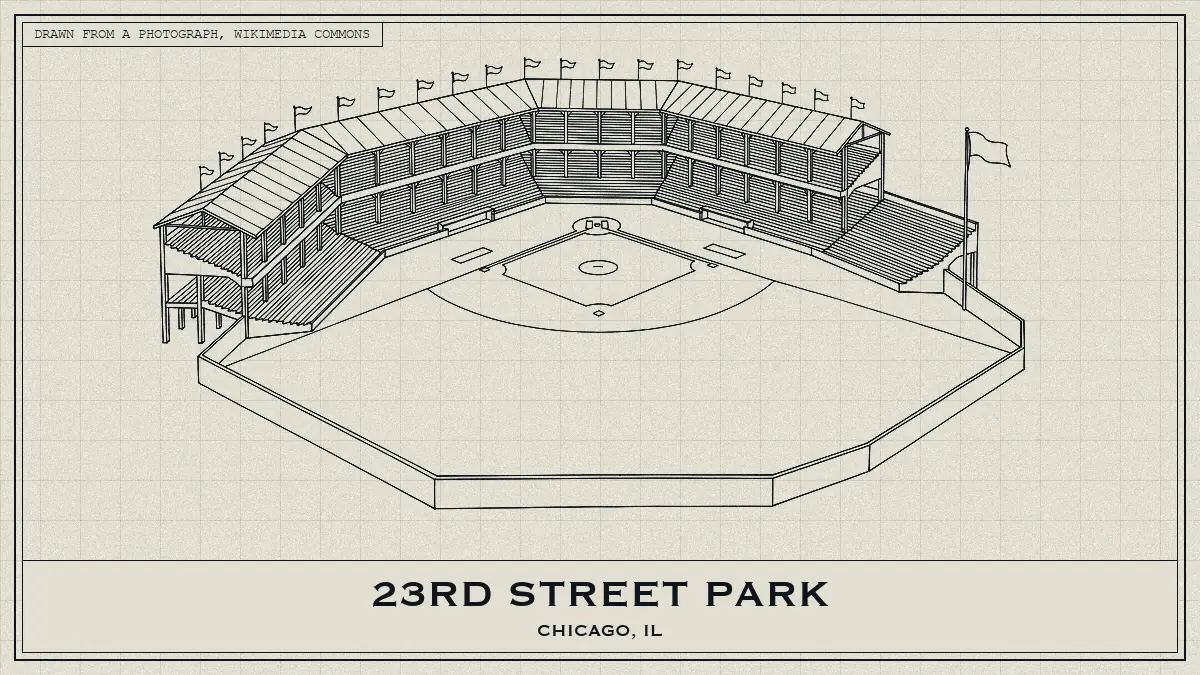 DRAWN FROM A PHOTOGRAPH, WIKIMEDIA COMMONS
23RD STREET PARK
CHICAGO, IL